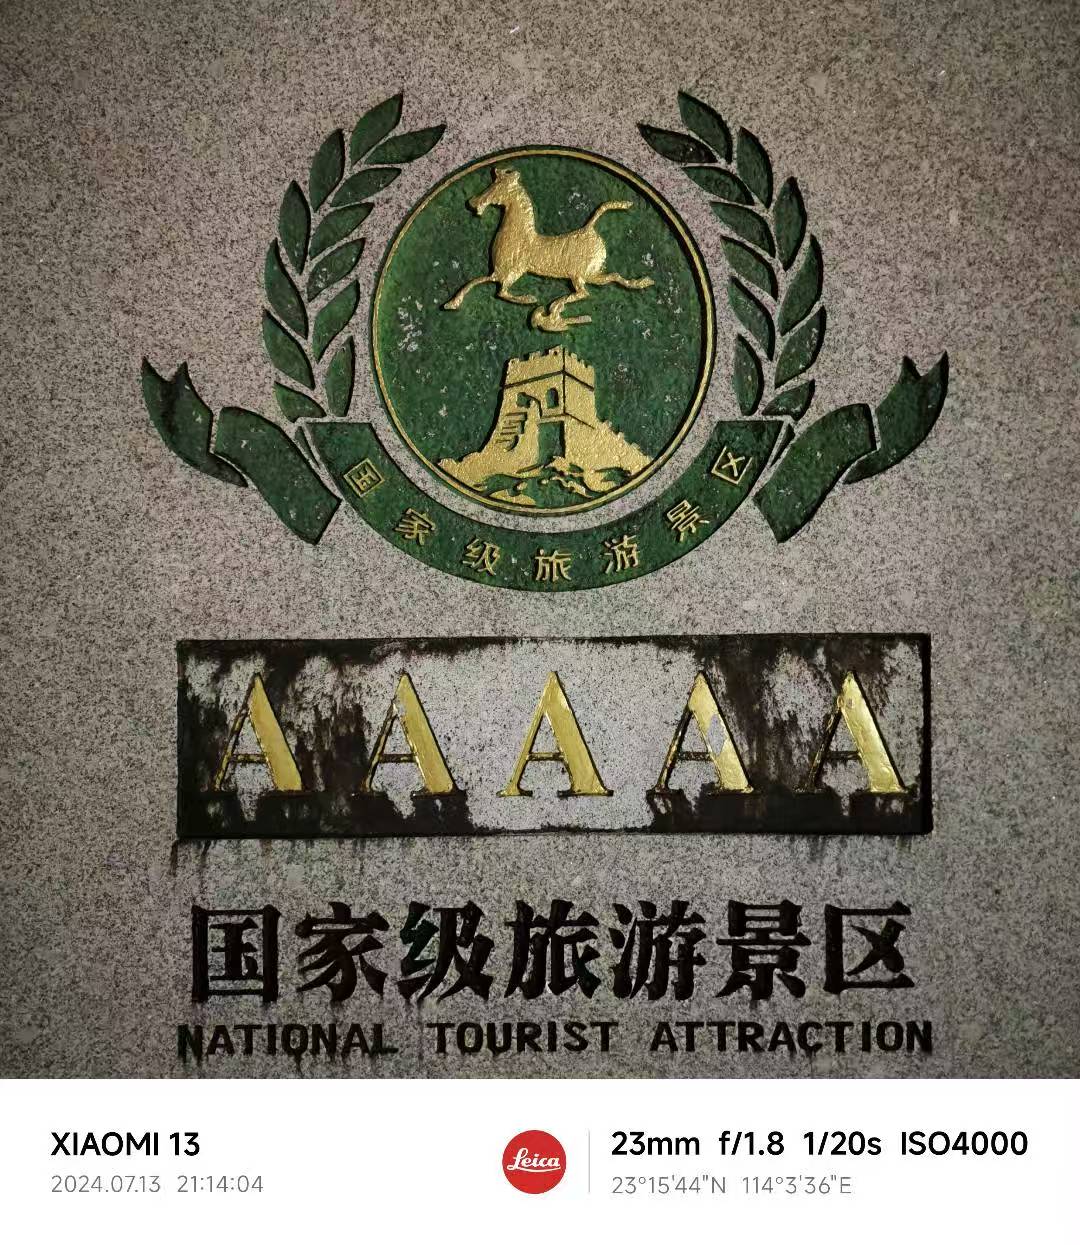 国家级旅游景区
AAAAA
国家级旅游景区
NATIONAL TOURIST ATTRACTION
XIAOMI 13
2024.07.13 21:14:04
Leica
23mm f/1.8 1/20s ISO4000
23°15'44"N 114°3'36"E